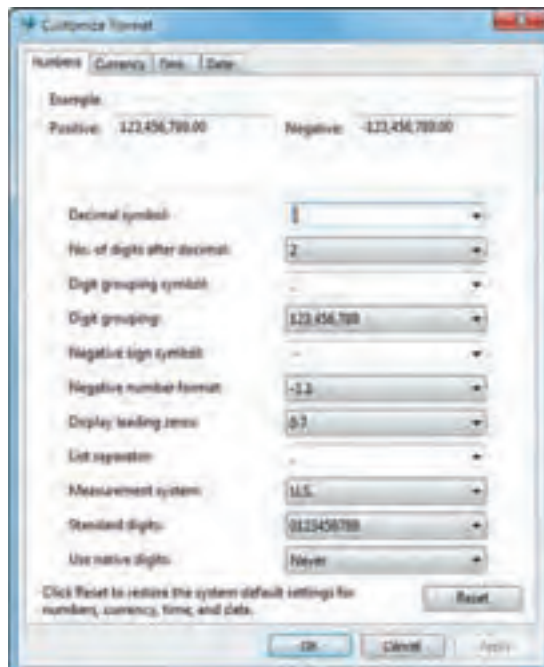 Customize Format
Numbers Currency Time Date
Example
Positive: 123,456,789.00 Negative: -123,456,789.00
Decimal symbol: .
No. of digits after decimal: 2
Digit grouping symbol: ,
Digit grouping: 123,456,789
Negative sign symbol: -
Negative number format: -1.1
Display leading zeros: 0.7
List separator: ,
Measurement system: U.S.
Standard digits: 0123456789
Use native digits: Never
Click Reset to restore the system default settings for
numbers, currency, time, and date.
Reset
OK Cancel Apply